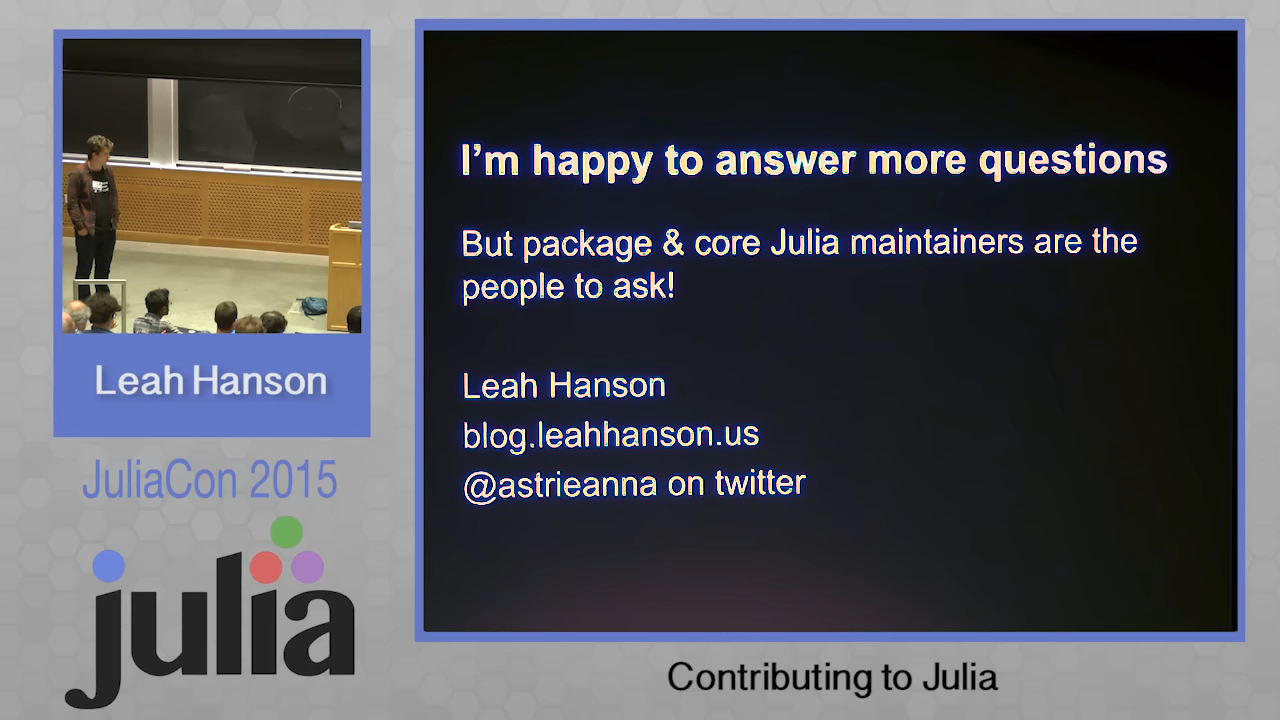 Leah Hanson
JuliaCon 2015
julia
I'm happy to answer more questions
But package & core Julia maintainers are the
people to ask!
Leah Hanson
blog.leahhanson.us
@astrieanna on twitter
Contributing to Julia